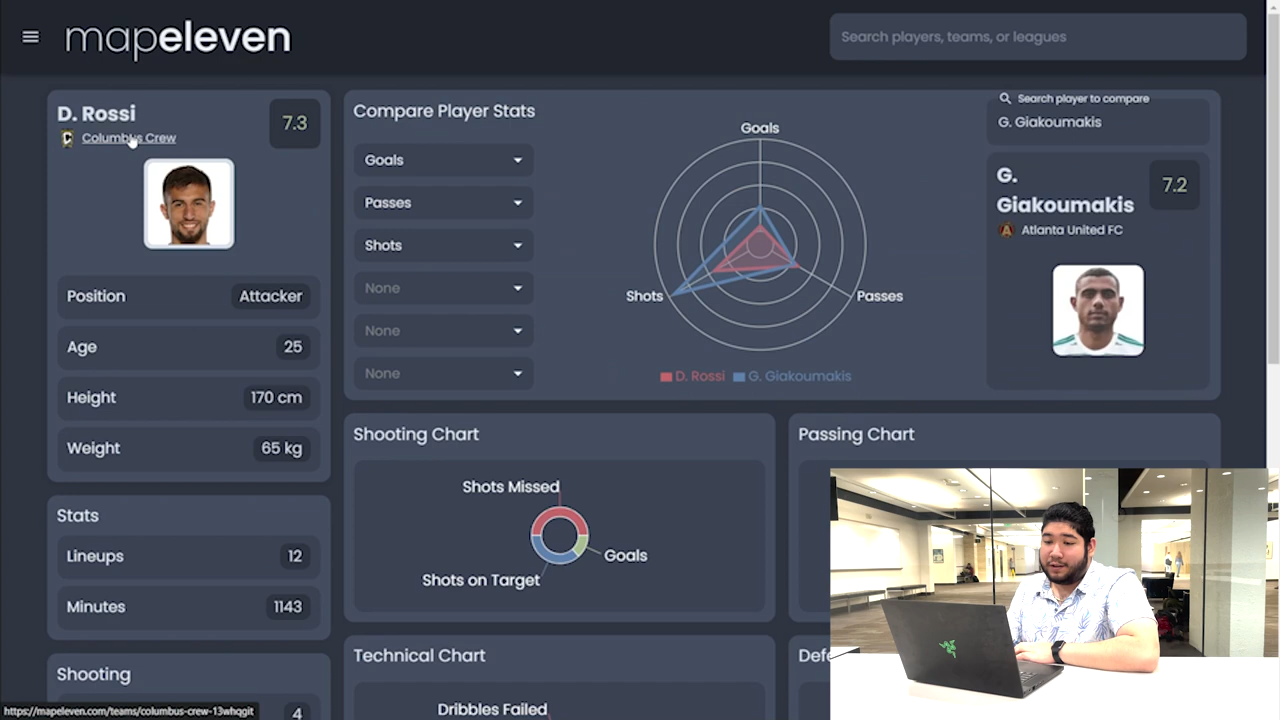 mapeleven
Search players, teams, or leagues
D. Rossi
Columbus Crew
7.3
Position
Attacker
Age
25
Height
170 cm
Weight
65 kg
Stats
Lineups
12
Minutes
1143
Shooting
4
Compare Player Stats
Goals
Passes
Shots
None
None
None
Goals
Shots
Passes
D. Rossi
G. Giakoumakis
Search player to compare
G. Giakoumakis
G.
Giakoumakis
7.2
Atlanta United FC
Shooting Chart
Shots Missed
Goals
Shots on Target
Passing Chart
Technical Chart
Dribbles Failed
Defe
https://mapeleven.com/teams/columbus-crew-13whqgit